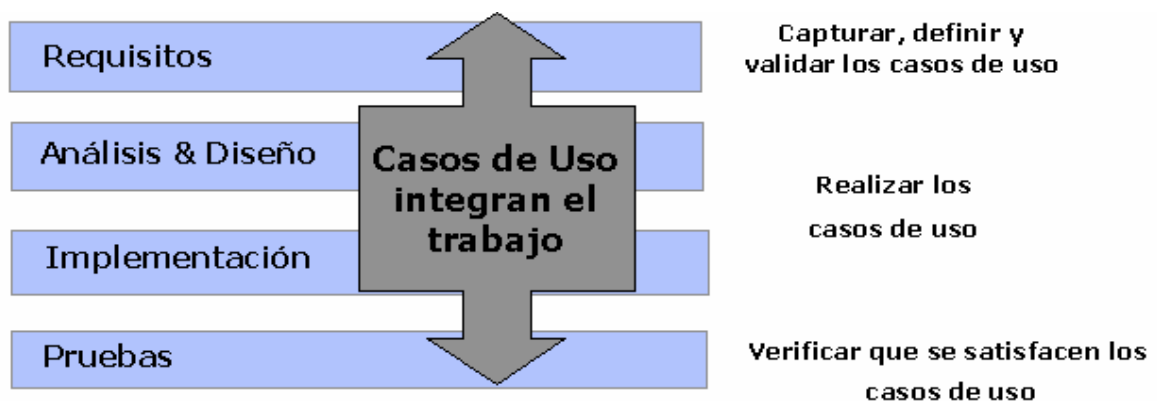 Requisitos
Capturar, definir y
validar los casos de uso
Análisis & Diseño
Casos de Uso
integran el
trabajo
Realizar los
casos de uso
Implementación
Pruebas
Verificar que se satisfacen los
casos de uso